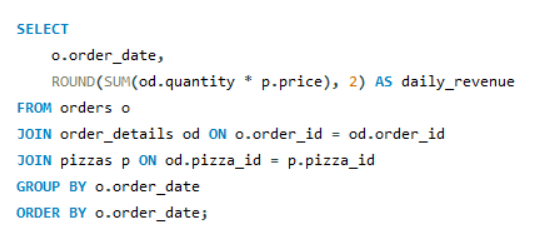 SELECT
    o.order_date,
    ROUND(SUM(od.quantity * p.price), 2) AS daily_revenue
FROM orders o
JOIN order_details od ON o.order_id = od.order_id
JOIN pizzas p ON od.pizza_id = p.pizza_id
GROUP BY o.order_date
ORDER BY o.order_date;